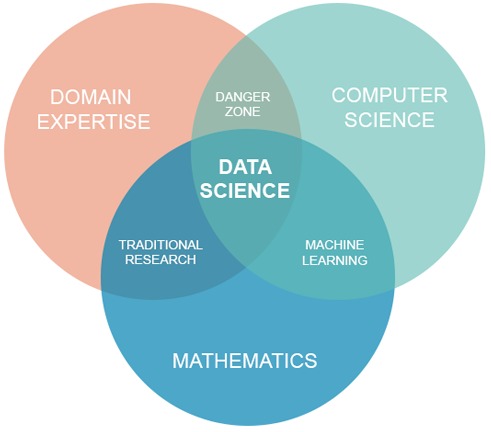 DOMAIN
EXPERTISE
COMPUTER
SCIENCE
DANGER
ZONE
DATA
SCIENCE
TRADITIONAL
RESEARCH
MACHINE
LEARNING
MATHEMATICS